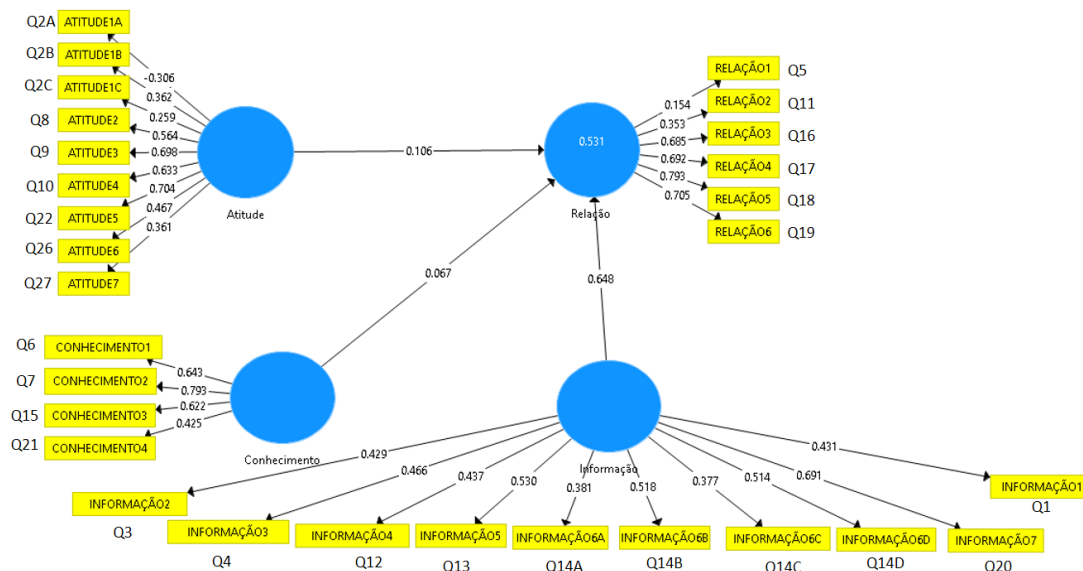 Q2A ATITUDE1A
Q2B ATITUDE1B
Q2C ATITUDE1C
Q8 ATITUDE2
Q9 ATITUDE3
Q10 ATITUDE4
Q22 ATITUDE5
Q26 ATITUDE6
Q27 ATITUDE7
-0.306
0.362
0.259
0.564
0.698
0.633
0.704
0.467
0.361
Atitude
0.106
0.531
Relação
0.154
0.353
0.685
0.692
0.793
0.705
RELAÇÃO1 Q5
RELAÇÃO2 Q11
RELAÇÃO3 Q16
RELAÇÃO4 Q17
RELAÇÃO5 Q18
RELAÇÃO6 Q19
0.067
0.648
Q6 CONHECIMENTO1
Q7 CONHECIMENTO2
Q15 CONHECIMENTO3
Q21 CONHECIMENTO4
0.643
0.793
0.622
0.425
Conhecimento
Informação
0.429
0.466
0.437
0.530
0.381
0.518
0.377
0.514
0.691
0.431
INFORMAÇÃO1
Q1
INFORMAÇÃO2
Q3
INFORMAÇÃO3
Q4
INFORMAÇÃO4
Q12
INFORMAÇÃO5
Q13
INFORMAÇÃO6A
Q14A
INFORMAÇÃO6B
Q14B
INFORMAÇÃO6C
Q14C
INFORMAÇÃO6D
Q14D
INFORMAÇÃO7
Q20